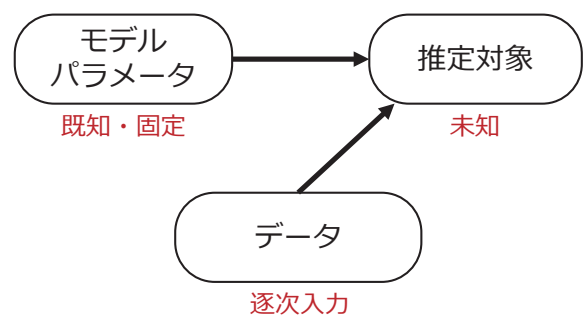 モデル
パラメータ
既知・固定
推定対象
未知
データ
逐次入力